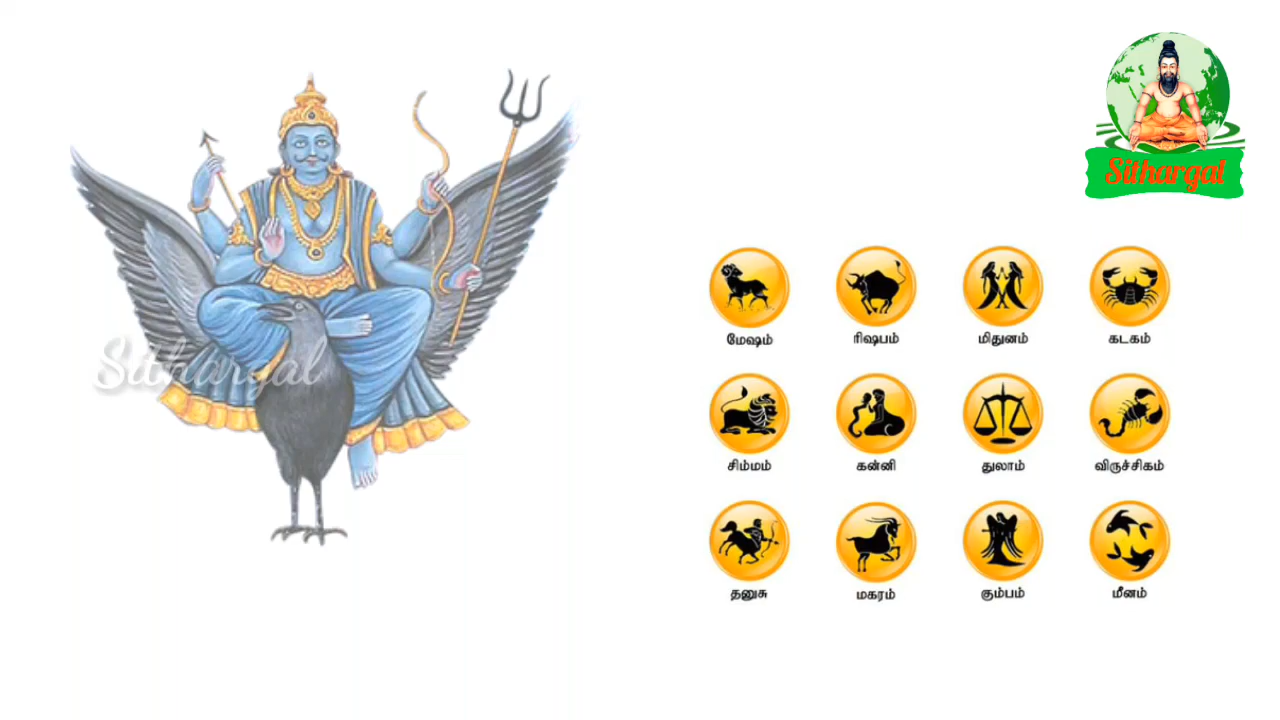 Sithargal
Sithargal
மேஷம் ரிஷபம் மிதுனம் கடகம்
சிம்மம் கன்னி துலாம் விருச்சிகம்
தனுசு மகரம் கும்பம் மீனம்